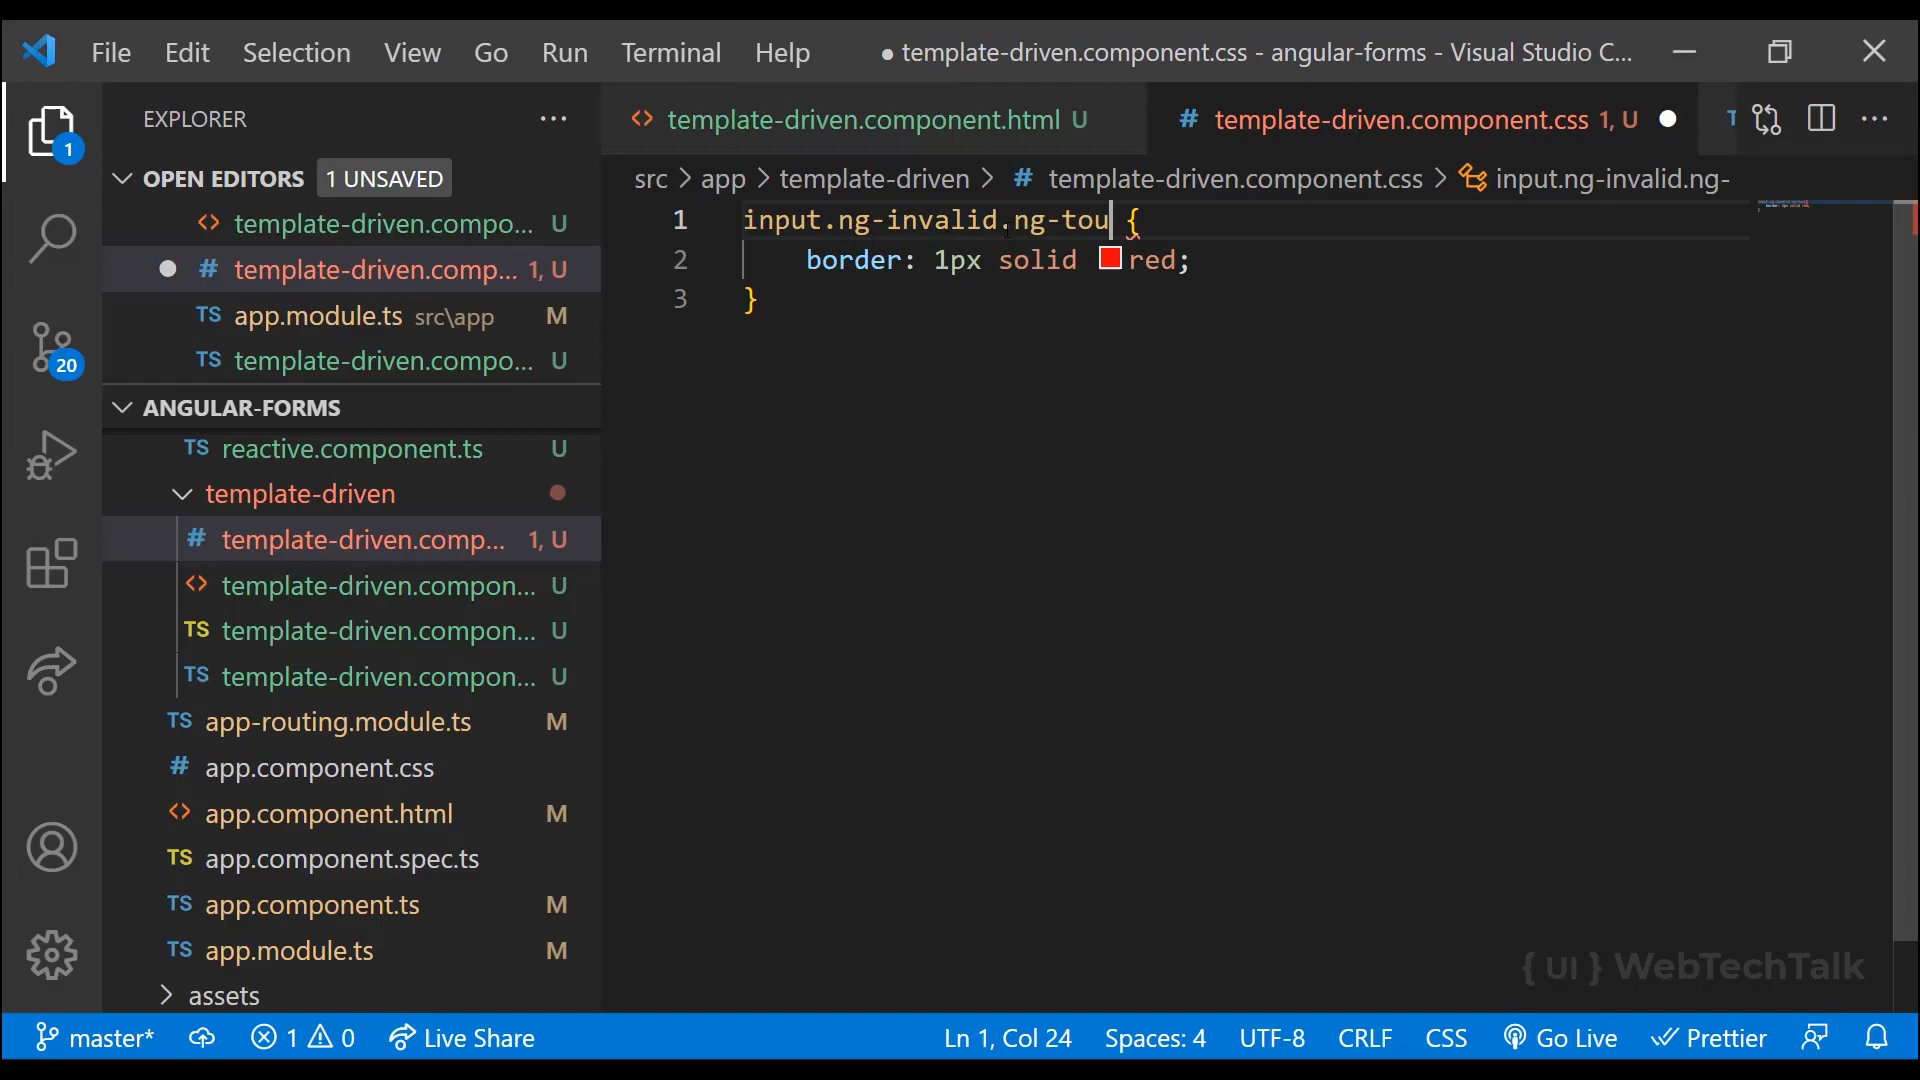 File Edit Selection View Go Run Terminal Help ● template-driven.component.css - angular-forms - Visual Studio C...
EXPLORER ...
template-driven.component.html U
# template-driven.component.css 1, U
T
OPEN EDITORS 1 UNSAVED
src > app > template-driven > # template-driven.component.css > input.ng-invalid.ng-
<> template-driven.compo... U
# template-driven.comp... 1, U
TS app.module.ts src\app M
TS template-driven.compo... U
1 input.ng-invalid.ng-tou {
2 border: 1px solid red;
3 }
ANGULAR-FORMS
TS reactive.component.ts U
template-driven
# template-driven.comp... 1, U
<> template-driven.compon... U
TS template-driven.compon... U
TS template-driven.compon... U
TS app-routing.module.ts M
# app.component.css
<> app.component.html M
TS app.component.spec.ts
TS app.component.ts M
TS app.module.ts M
> assets
1
20
{ UI } WebTechTalk
master* 1 0 Live Share Ln 1, Col 24 Spaces: 4 UTF-8 CRLF CSS Go Live Prettier